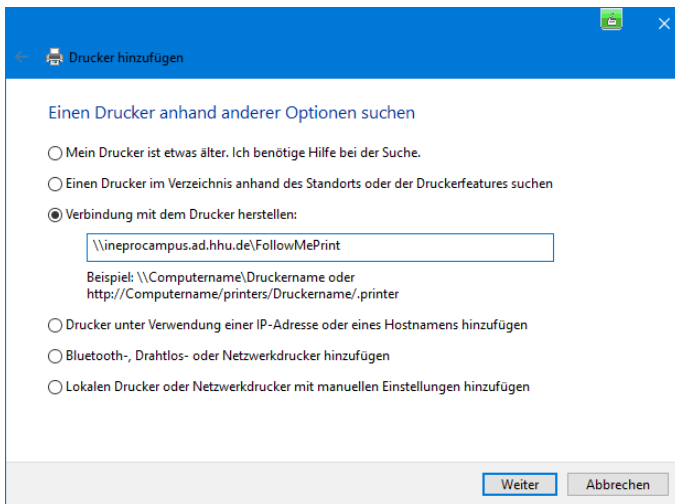 Drucker hinzufügen
Einen Drucker anhand anderer Optionen suchen
Mein Drucker ist etwas älter. Ich benötige Hilfe bei der Suche.
Einen Drucker im Verzeichnis anhand des Standorts oder der Druckerfeatures suchen
Verbindung mit dem Drucker herstellen:
\\ineprocampus.ad.hhu.de\FollowMePrint
Beispiel: \\Computername\Druckername oder
http://Computername/printers/Druckername/.printer
Drucker unter Verwendung einer IP-Adresse oder eines Hostnamens hinzufügen
Bluetooth-, Drahtlos- oder Netzwerkdrucker hinzufügen
Lokalen Drucker oder Netzwerkdrucker mit manuellen Einstellungen hinzufügen
Weiter Abbrechen